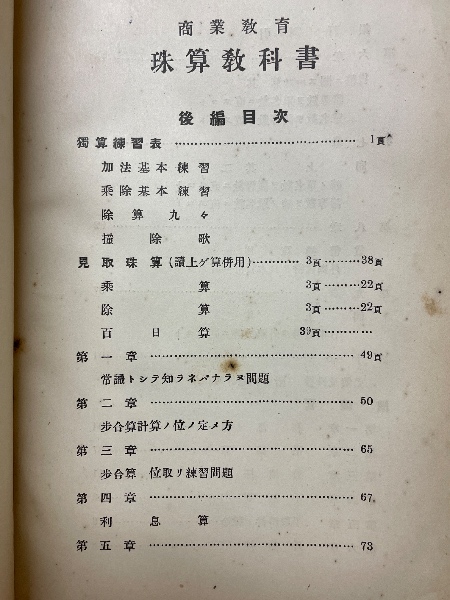 商業教育
珠算教科書
後編目次
獨算練習表…………………………1頁
加法基本練習
乘除基本練習
除算九々
掃除歌
見取珠算(讀上ゲ算併用)…………3頁………38頁
乘算 3頁………22頁
除算 3頁………22頁
百日算 39頁……………
第一章……………………………49頁
常識トシテ知ラネバナラヌ問題
第二章……………………………50
步合算計算ノ位ノ定メ方
第三章……………………………65
步合算 位取リ練習問題
第四章……………………………67
利息算
第五章……………………………73